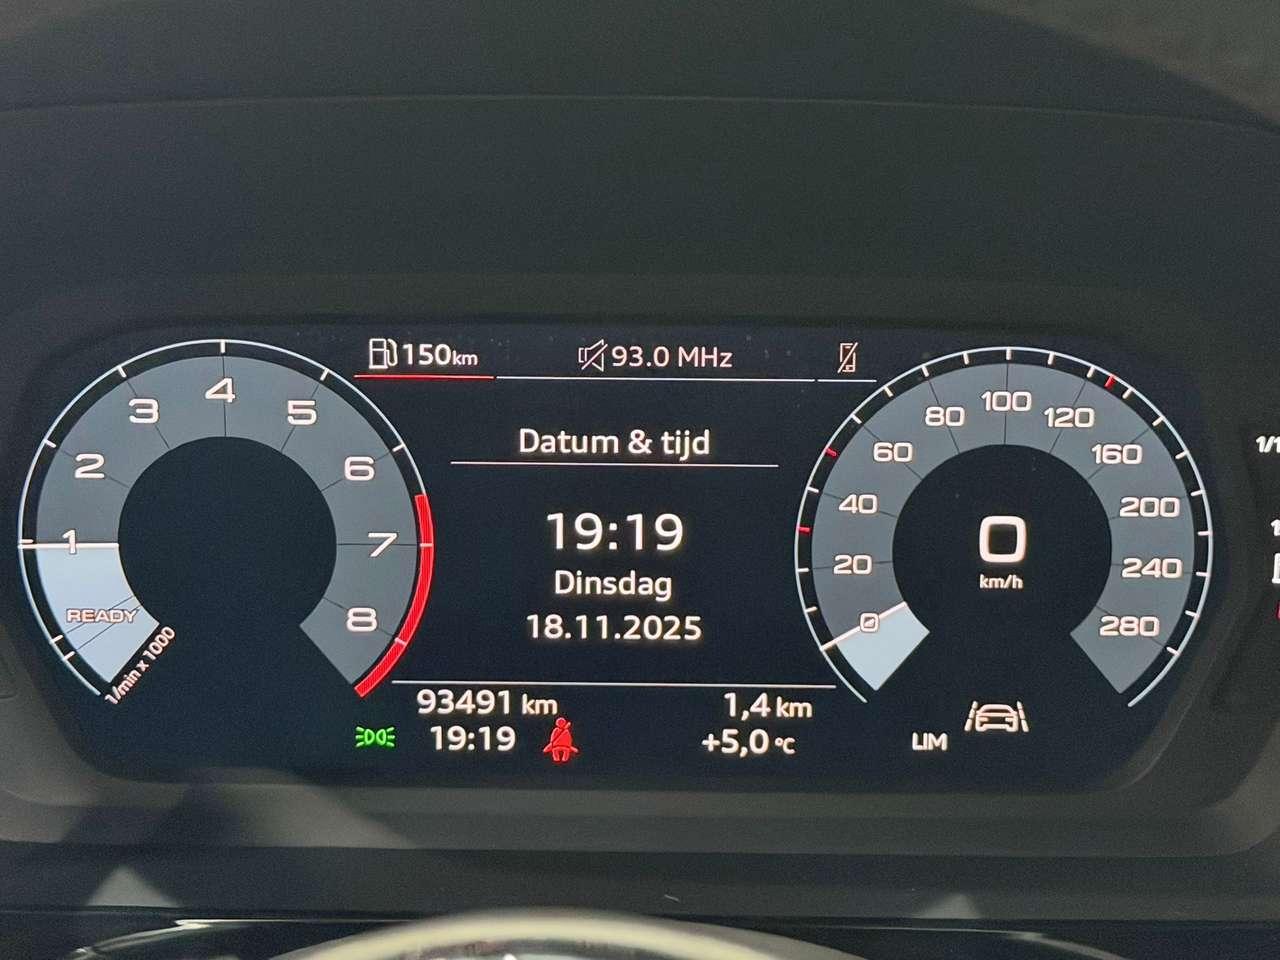 150 km
93.0 MHz
Datum & tijd
19:19
Dinsdag
18.11.2025
93491 km
1,4 km
19:19
+5,0 °C
READY
1
2
3
4
5
6
7
8
1/min x 1000
0
20
40
60
80
100
120
160
200
240
280
0
km/h
LIM